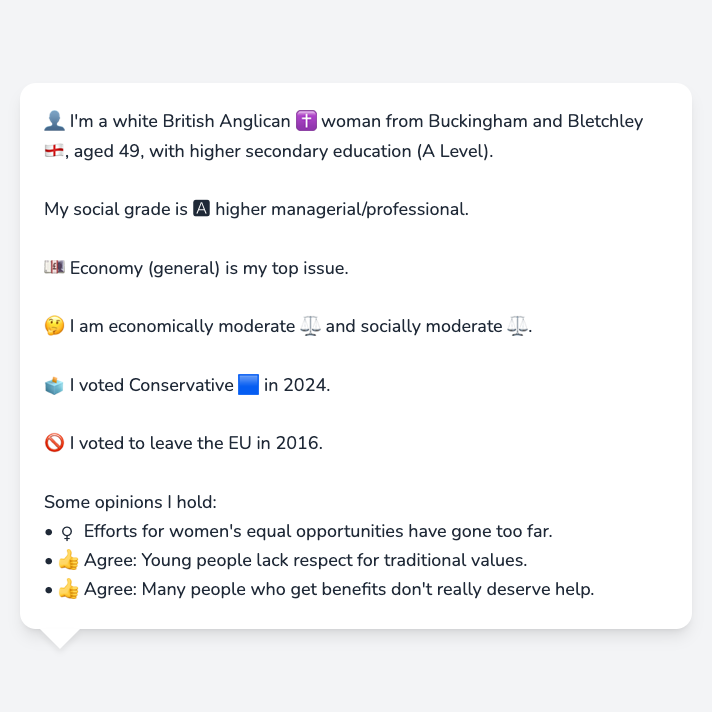 👤 I'm a white British Anglican ✝️ woman from Buckingham and Bletchley
🏴󠁧󠁢󠁥󠁮󠁧󠁿, aged 49, with higher secondary education (A Level).
My social grade is 🅰 higher managerial/professional.
💷 Economy (general) is my top issue.
🤔 I am economically moderate ⚖️ and socially moderate ⚖️.
🗳️ I voted Conservative 🟦 in 2024.
🚫 I voted to leave the EU in 2016.
Some opinions I hold:
• ♀ Efforts for women's equal opportunities have gone too far.
• 👍 Agree: Young people lack respect for traditional values.
• 👍 Agree: Many people who get benefits don't really deserve help.